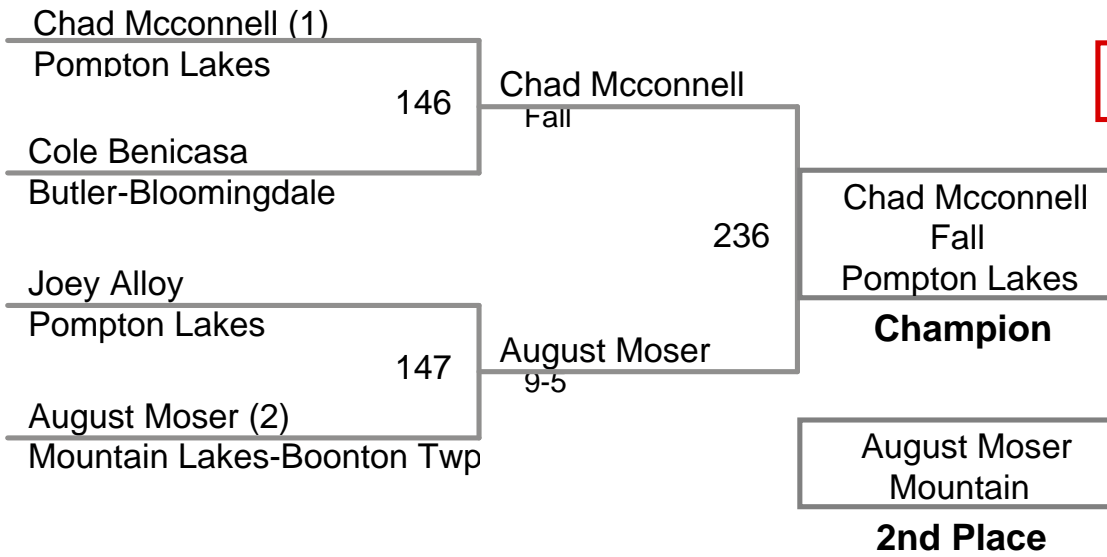 Chad Mcconnell (1)
Pompton Lakes
146
Cole Benicasa
Butler-Bloomingdale
Joey Alloy
Pompton Lakes
147
August Moser (2)
Mountain Lakes-Boonton Twp
Chad Mcconnell
Fall
236
August Moser
9-5
Chad Mcconnell
Fall
Pompton Lakes
Champion
August Moser
Mountain
2nd Place